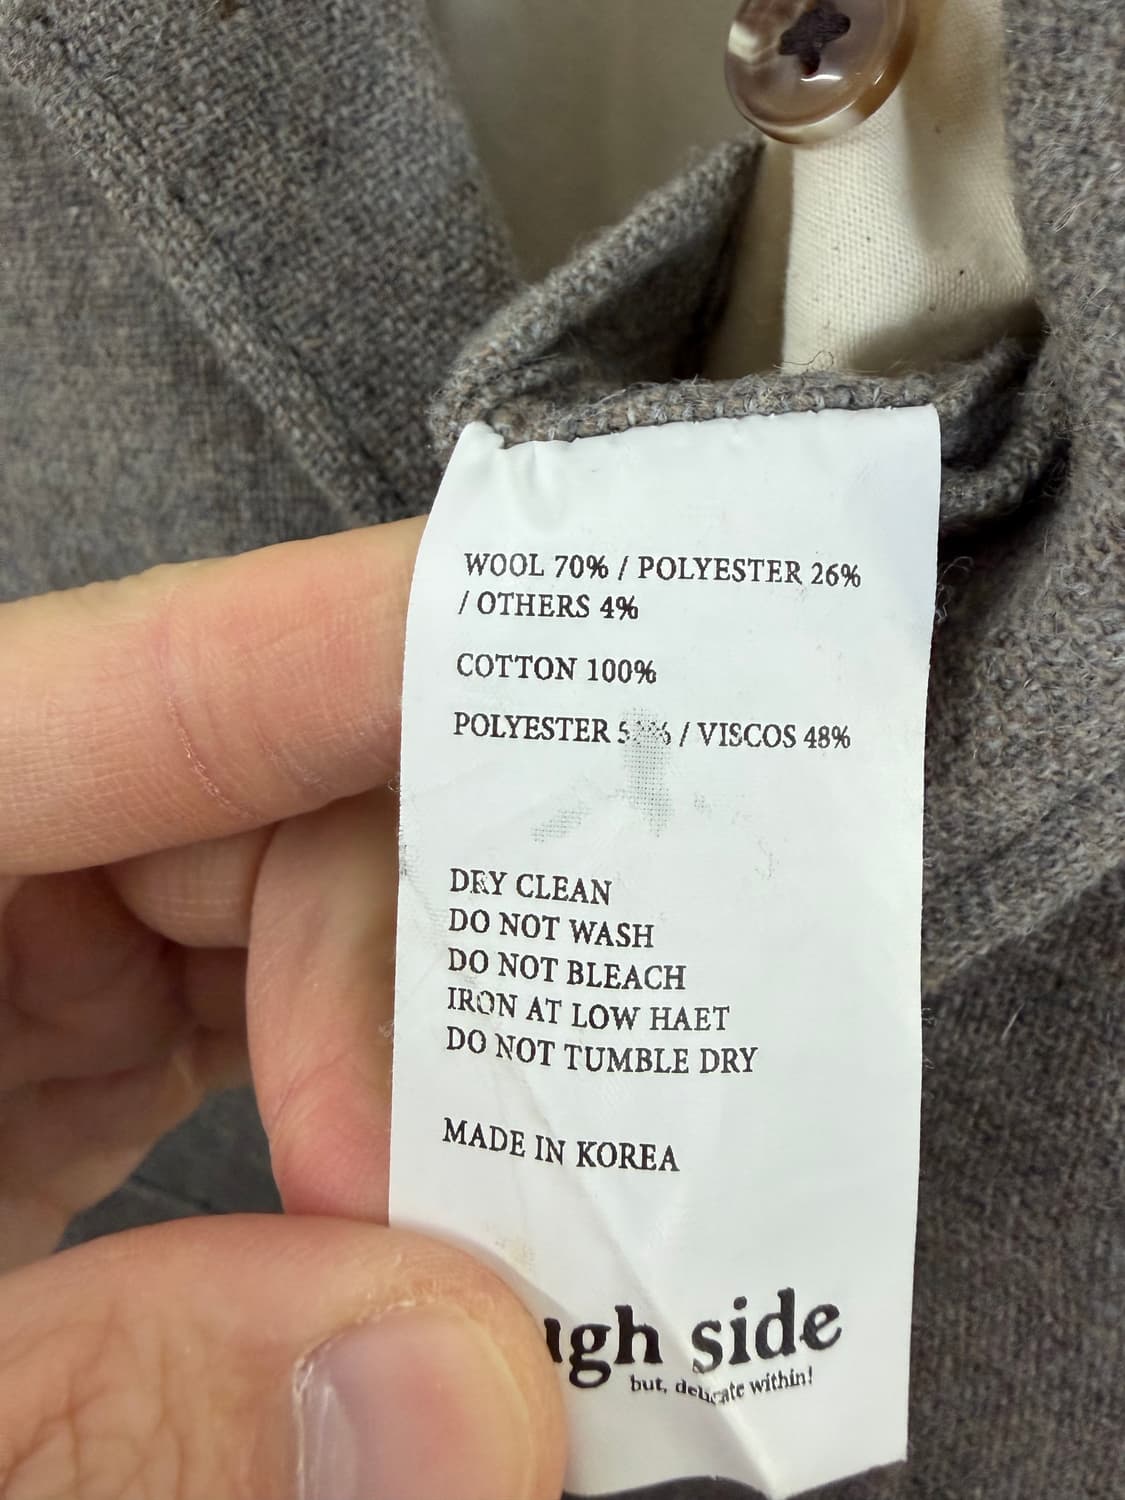 WOOL 70% / POLYESTER 26%
/ OTHERS 4%
COTTON 100%
POLYESTER / VISCOS 48%
DRY CLEAN
DO NOT WASH
DO NOT BLEACH
IRON AT LOW HAET
DO NOT TUMBLE DRY
MADE IN KOREA
side
but, delicate within!